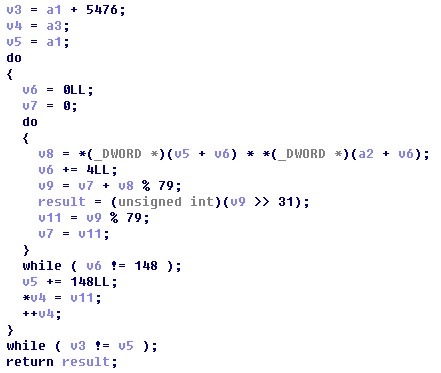 v3 = a1 + 5476;
v4 = a3;
v5 = a1;
do
{
v6 = 0LL;
v7 = 0;
do
{
v8 = *(_DWORD *)(v5 + v6) * *(_DWORD *)(a2 + v6);
v6 += 4LL;
v9 = v7 + v8 % 79;
result = (unsigned int)(v9 >> 31);
v11 = v9 % 79;
v7 = v11;
}
while ( v6 != 148 );
v5 += 148LL;
*v4 = v11;
++v4;
}
while ( v3 != v5 );
return result;